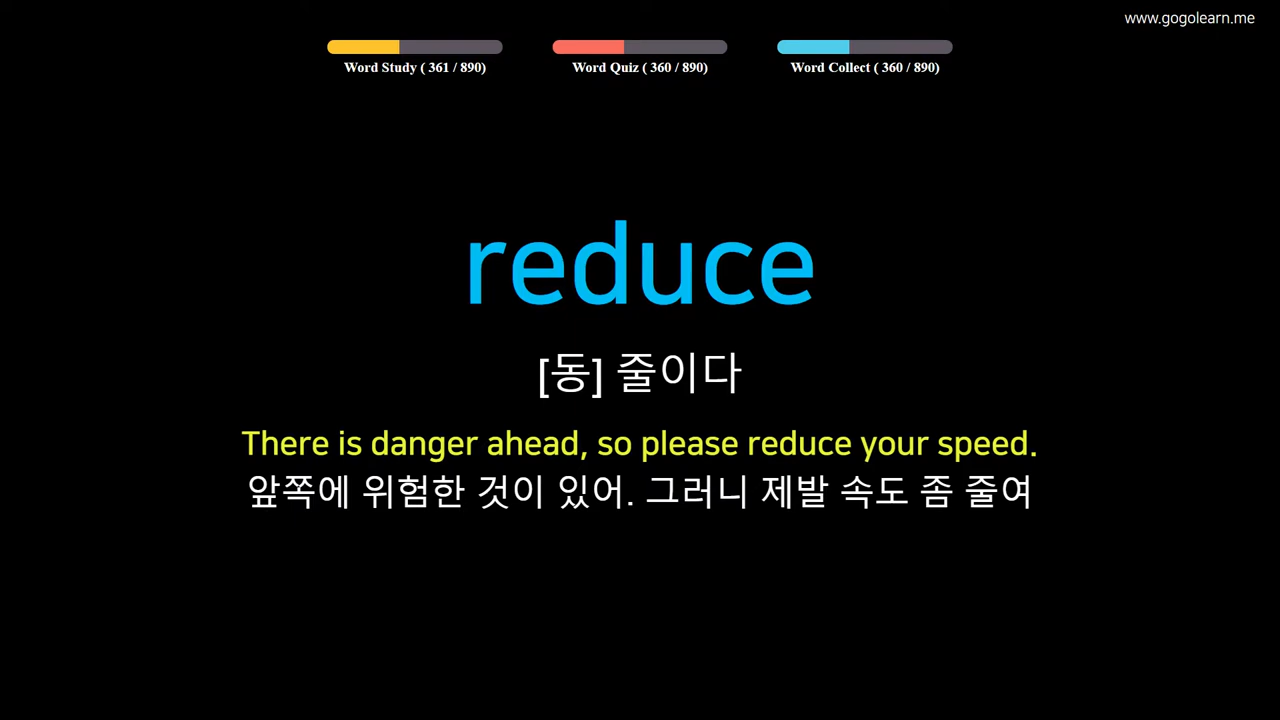 www.gogolearn.me
Word Study ( 361 / 890)
Word Quiz ( 360 / 890)
Word Collect ( 360 / 890)
reduce
[동] 줄이다
There is danger ahead, so please reduce your speed.
앞쪽에 위험한 것이 있어. 그러니 제발 속도 좀 줄여